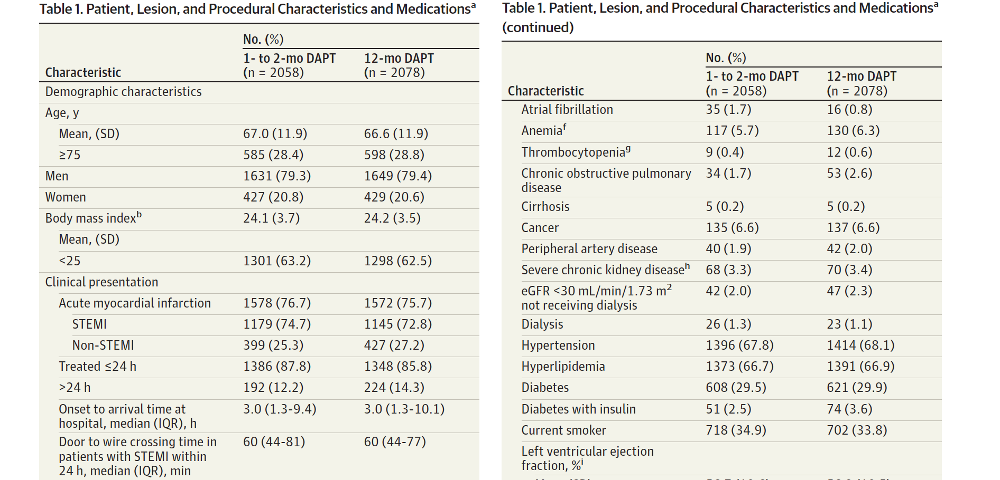 Table 1. Patient, Lesion, and Procedural Characteristics and Medicationsᵃ
No. (%)
Characteristic 1- to 2-mo DAPT (n = 2058) 12-mo DAPT (n = 2078)
Demographic characteristics
Age, y
Mean, (SD) 67.0 (11.9) 66.6 (11.9)
≥75 585 (28.4) 598 (28.8)
Men 1631 (79.3) 1649 (79.4)
Women 427 (20.8) 429 (20.6)
Body mass indexᵇ 24.1 (3.7) 24.2 (3.5)
Mean, (SD)
<25 1301 (63.2) 1298 (62.5)
Clinical presentation
Acute myocardial infarction 1578 (76.7) 1572 (75.7)
STEMI 1179 (74.7) 1145 (72.8)
Non-STEMI 399 (25.3) 427 (27.2)
Treated ≤24 h 1386 (87.8) 1348 (85.8)
>24 h 192 (12.2) 224 (14.3)
Onset to arrival time at 3.0 (1.3-9.4) 3.0 (1.3-10.1)
hospital, median (IQR), h
Door to wire crossing time in 60 (44-81) 60 (44-77)
patients with STEMI within
24 h, median (IQR), min
Table 1. Patient, Lesion, and Procedural Characteristics and Medicationsᵃ
(continued)
No. (%)
Characteristic 1- to 2-mo DAPT (n = 2058) 12-mo DAPT (n = 2078)
Atrial fibrillation 35 (1.7) 16 (0.8)
Anemiaᶠ 117 (5.7) 130 (6.3)
Thrombocytopeniaᵍ 9 (0.4) 12 (0.6)
Chronic obstructive pulmonary 34 (1.7) 53 (2.6)
disease
Cirrhosis 5 (0.2) 5 (0.2)
Cancer 135 (6.6) 137 (6.6)
Peripheral artery disease 40 (1.9) 42 (2.0)
Severe chronic kidney diseaseʰ 68 (3.3) 70 (3.4)
eGFR <30 mL/min/1.73 m² 42 (2.0) 47 (2.3)
not receiving dialysis
Dialysis 26 (1.3) 23 (1.1)
Hypertension 1396 (67.8) 1414 (68.1)
Hyperlipidemia 1373 (66.7) 1391 (66.9)
Diabetes 608 (29.5) 621 (29.9)
Diabetes with insulin 51 (2.5) 74 (3.6)
Current smoker 718 (34.9) 702 (33.8)
Left ventricular ejection
fraction, %ⁱ